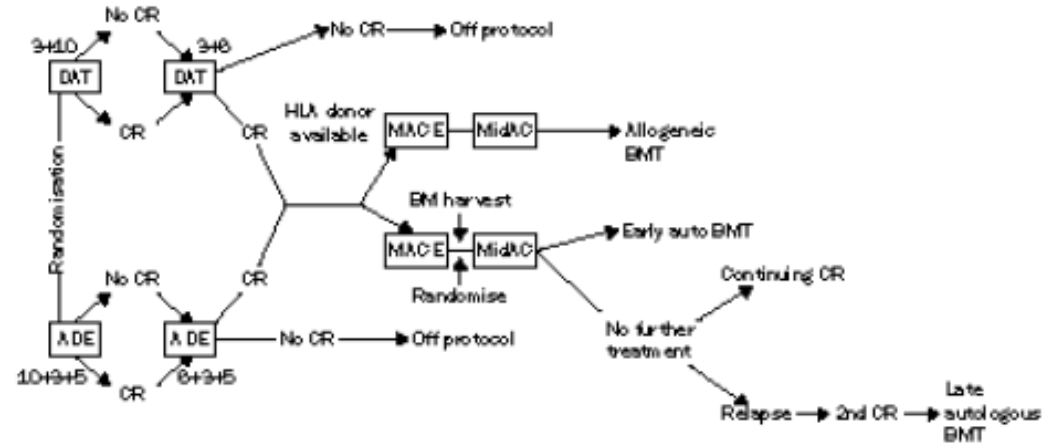 No CR
3+10
DAT
CR
3+8
DAT
No CR
Off protocol
CR
HLA donor
available
MACE
MidAC
Allogeneic
BMT
Randomisation
BM harvest
MACE
MidAC
Early auto BMT
Randomise
CR
No CR
ADE
10+3+5
CR
ADE
8+3+5
No CR
Off protocol
No further
treatment
Continuing CR
Relapse
2nd CR
Late
autologous
BMT